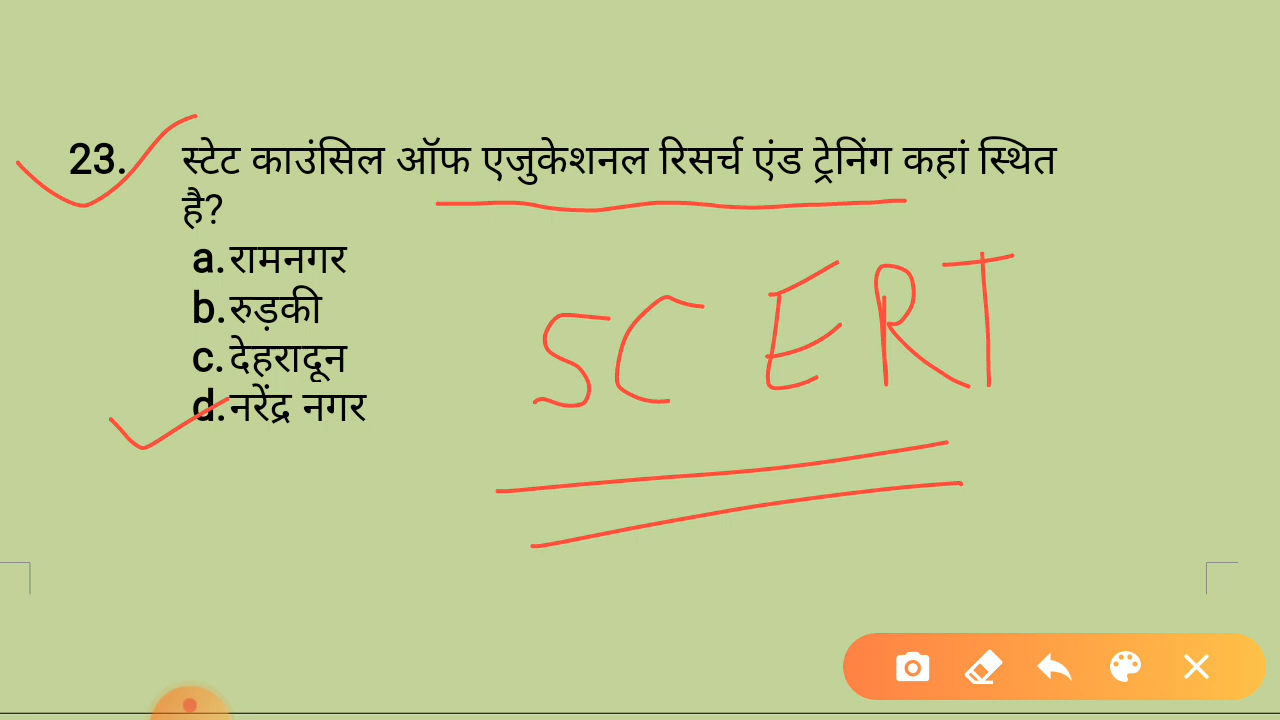 23. स्टेट काउंसिल ऑफ एजुकेशनल रिसर्च एंड ट्रेनिंग कहां स्थित
है?
a.रामनगर
b.रुड़की
c.देहरादून
d.नरेंद्र नगर
SCERT